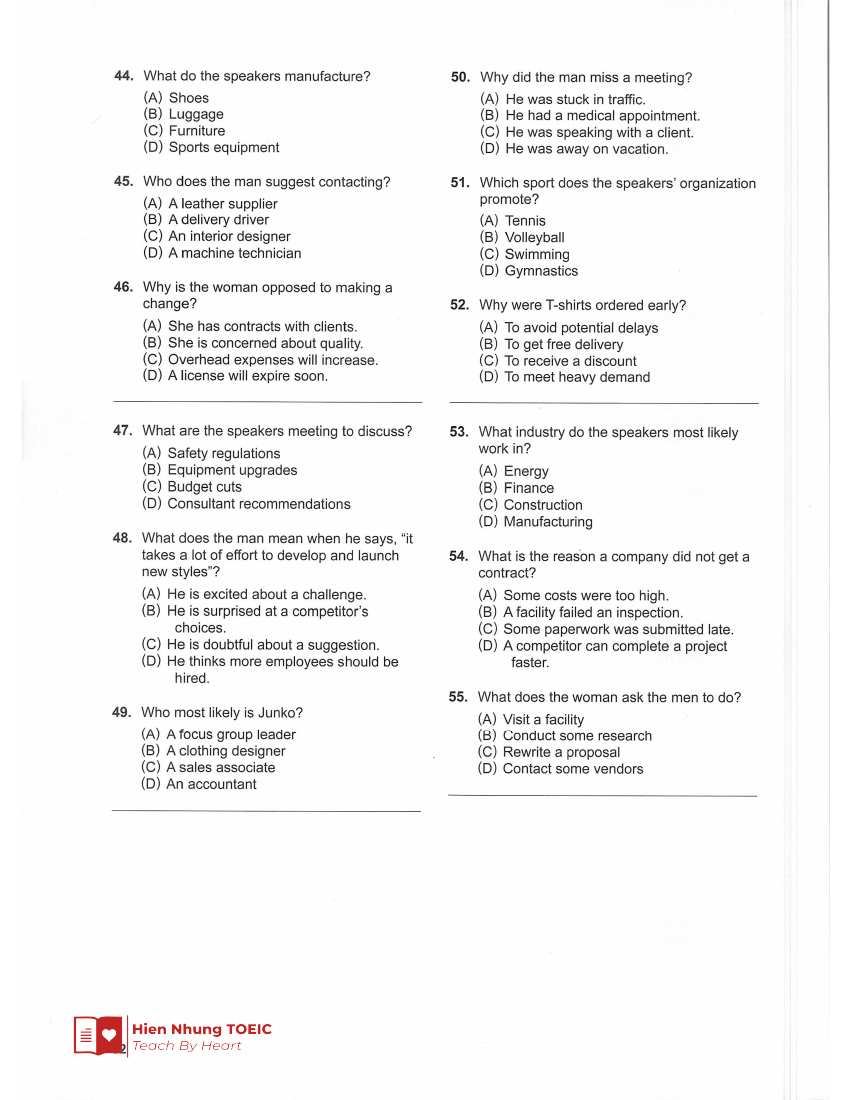 44. What do the speakers manufacture?
(A) Shoes
(B) Luggage
(C) Furniture
(D) Sports equipment
45. Who does the man suggest contacting?
(A) A leather supplier
(B) A delivery driver
(C) An interior designer
(D) A machine technician
46. Why is the woman opposed to making a
change?
(A) She has contracts with clients.
(B) She is concerned about quality.
(C) Overhead expenses will increase.
(D) A license will expire soon.
47. What are the speakers meeting to discuss?
(A) Safety regulations
(B) Equipment upgrades
(C) Budget cuts
(D) Consultant recommendations
48. What does the man mean when he says, “it
takes a lot of effort to develop and launch
new styles”?
(A) He is excited about a challenge.
(B) He is surprised at a competitor’s
choices.
(C) He is doubtful about a suggestion.
(D) He thinks more employees should be
hired.
49. Who most likely is Junko?
(A) A focus group leader
(B) A clothing designer
(C) A sales associate
(D) An accountant
50. Why did the man miss a meeting?
(A) He was stuck in traffic.
(B) He had a medical appointment.
(C) He was speaking with a client.
(D) He was away on vacation.
51. Which sport does the speakers’ organization
promote?
(A) Tennis
(B) Volleyball
(C) Swimming
(D) Gymnastics
52. Why were T-shirts ordered early?
(A) To avoid potential delays
(B) To get free delivery
(C) To receive a discount
(D) To meet heavy demand
53. What industry do the speakers most likely
work in?
(A) Energy
(B) Finance
(C) Construction
(D) Manufacturing
54. What is the reason a company did not get a
contract?
(A) Some costs were too high.
(B) A facility failed an inspection.
(C) Some paperwork was submitted late.
(D) A competitor can complete a project
faster.
55. What does the woman ask the men to do?
(A) Visit a facility
(B) Conduct some research
(C) Rewrite a proposal
(D) Contact some vendors
Hien Nhung TOEIC
Teach By Heart